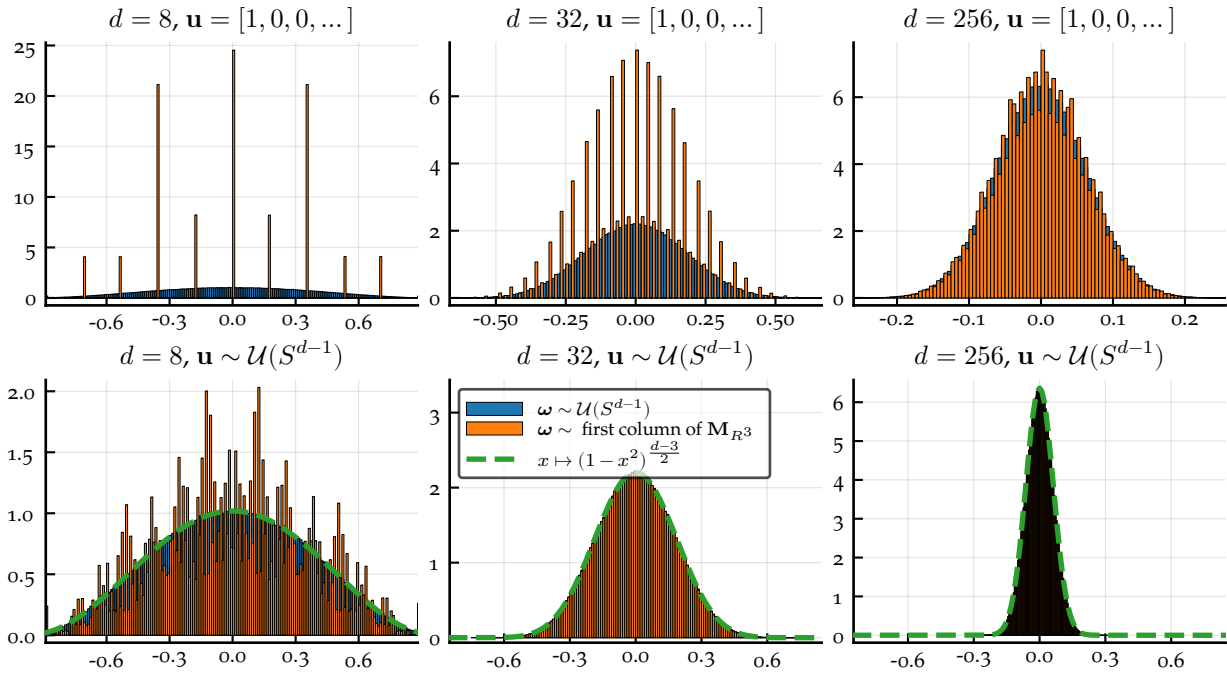 d = 8, u = [1, 0, 0, ...]
d = 32, u = [1, 0, 0, ...]
d = 256, u = [1, 0, 0, ...]
25
20
15
10
5
0
-0.6 -0.3 0.0 0.3 0.6
6
4
2
0
-0.50 -0.25 0.00 0.25 0.50
6
4
2
0
-0.2 -0.1 0.0 0.1 0.2
d = 8, u ∼ 𝒰(S^{d−1})
d = 32, u ∼ 𝒰(S^{d−1})
d = 256, u ∼ 𝒰(S^{d−1})
2.0
1.5
1.0
0.5
0.0
-0.6 -0.3 0.0 0.3 0.6
3
2
1
0
-0.6 -0.3 0.0 0.3 0.6
ω ∼ 𝒰(S^{d−1})
ω ∼ first column of M_{R^3}
x ↦ (1−x^2)^{\frac{d−3}{2}}
6
5
4
3
2
1
0
-0.6 -0.3 0.0 0.3 0.6